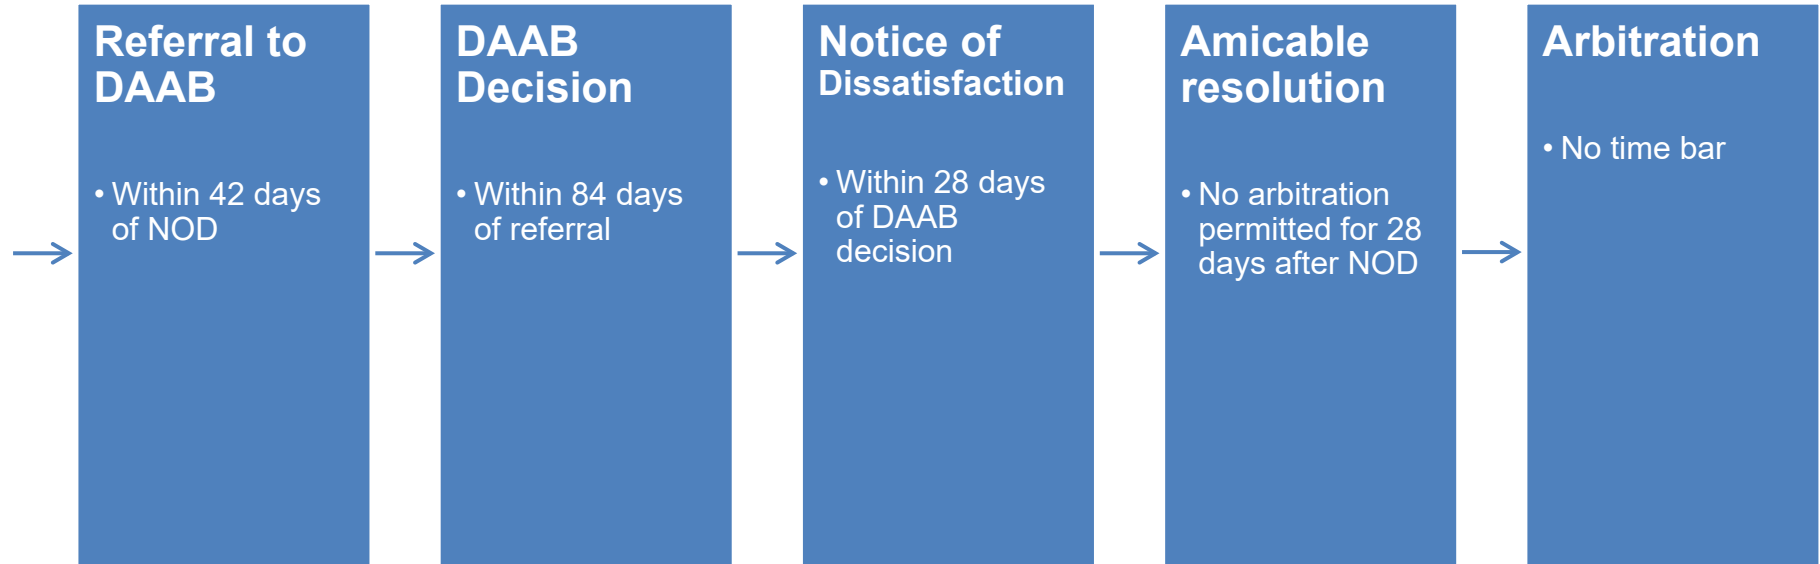 Referral to
DAAB
• Within 42 days
of NOD
DAAB
Decision
• Within 84 days
of referral
Notice of
Dissatisfaction
• Within 28 days
of DAAB
decision
Amicable
resolution
• No arbitration
permitted for 28
days after NOD
Arbitration
• No time bar